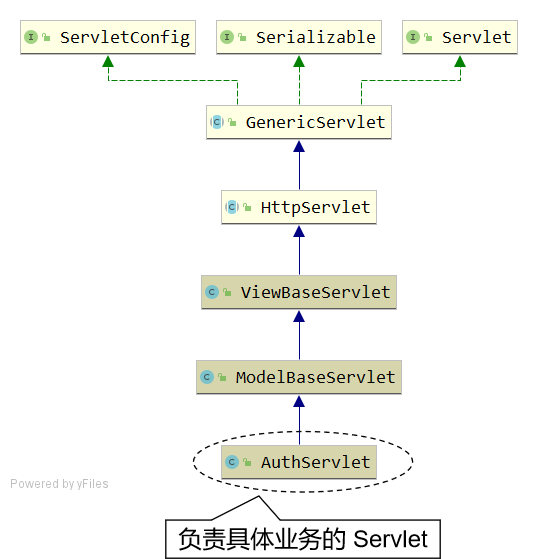 ServletConfig
Serializable
Servlet
GenericServlet
HttpServlet
ViewBaseServlet
ModelBaseServlet
AuthServlet
Powered by yFiles
负责具体业务的 Servlet